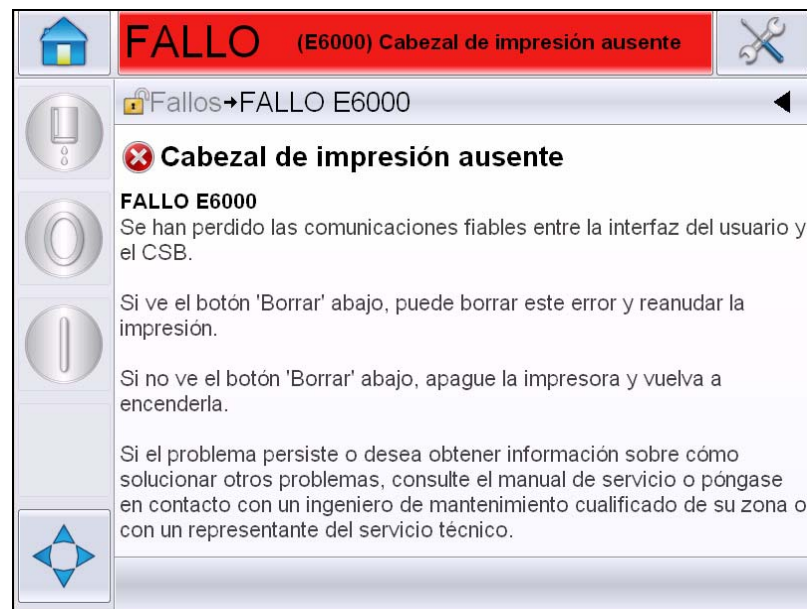 FALLO (E6000) Cabezal de impresión ausente
Fallos→FALLO E6000
Cabezal de impresión ausente
FALLO E6000
Se han perdido las comunicaciones fiables entre la interfaz del usuario y
el CSB.
Si ve el botón 'Borrar' abajo, puede borrar este error y reanudar la
impresión.
Si no ve el botón 'Borrar' abajo, apague la impresora y vuelva a
encenderla.
Si el problema persiste o desea obtener información sobre cómo
solucionar otros problemas, consulte el manual de servicio o póngase
en contacto con un ingeniero de mantenimiento cualificado de su zona o
con un representante del servicio técnico.